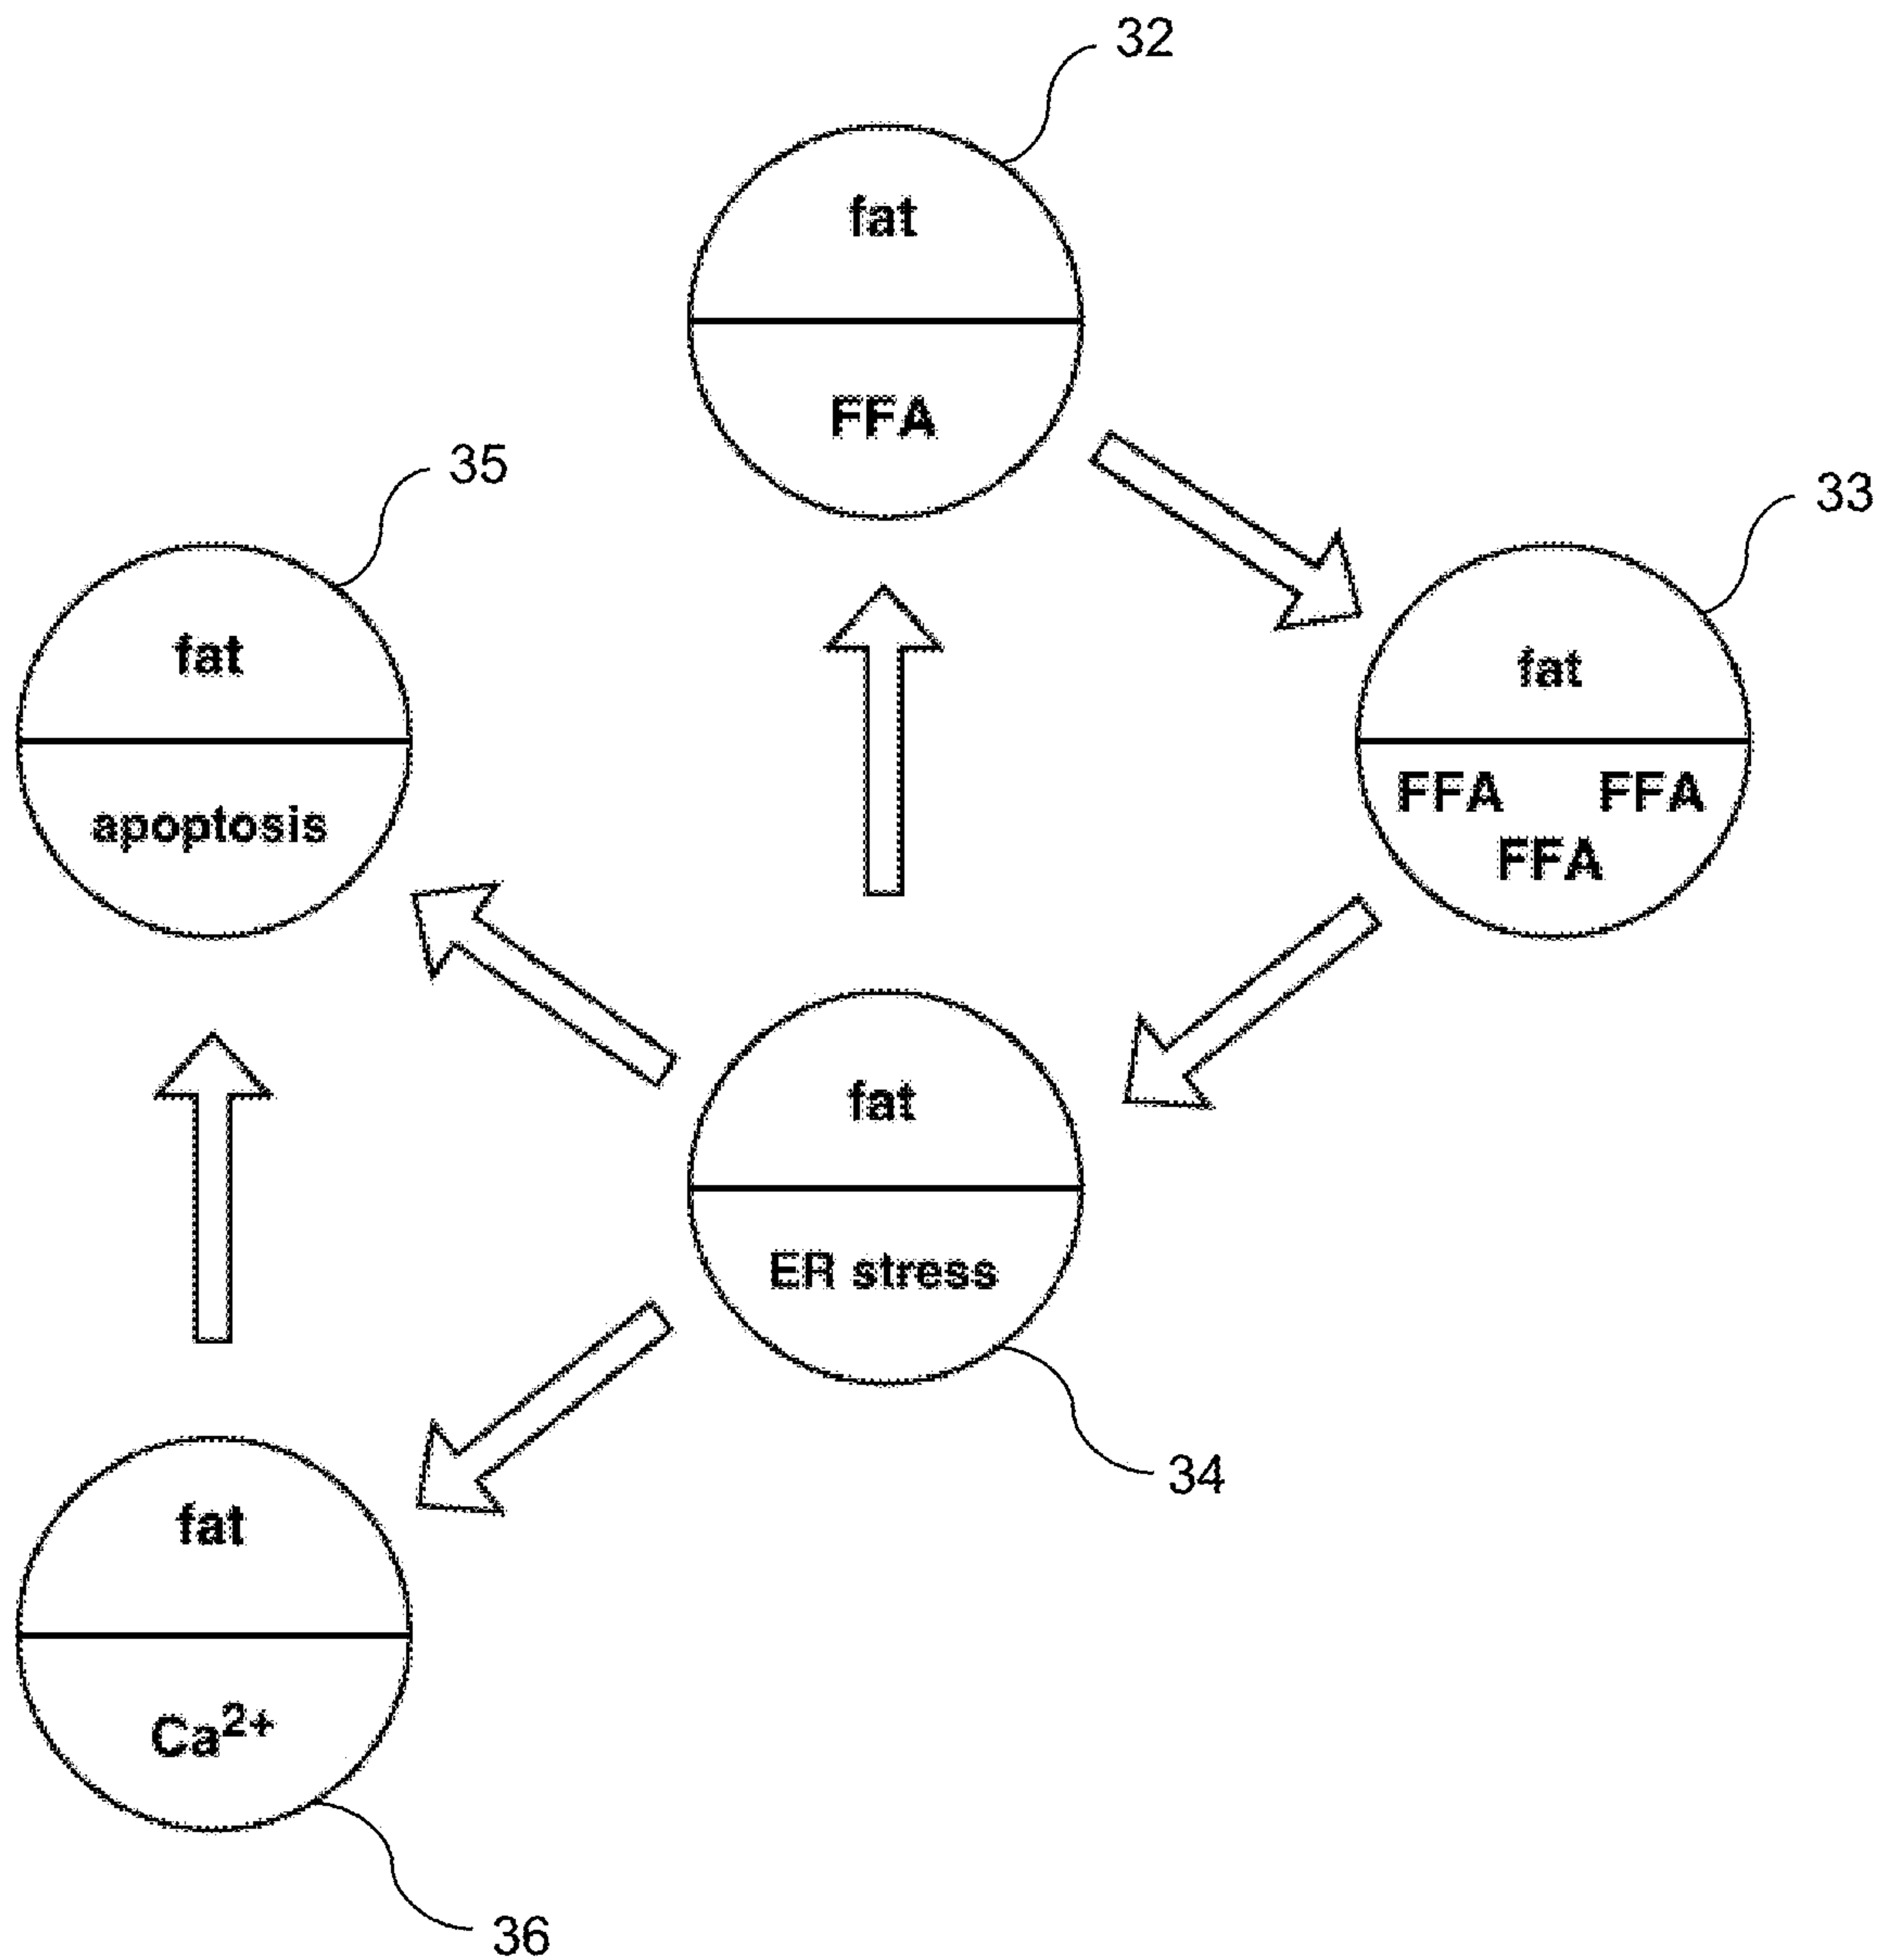 32
fat
FFA
35
33
fat
apoptosis
fat
FFA FFA
FFA
fat
ER stress
34
fat
Ca²⁺
36